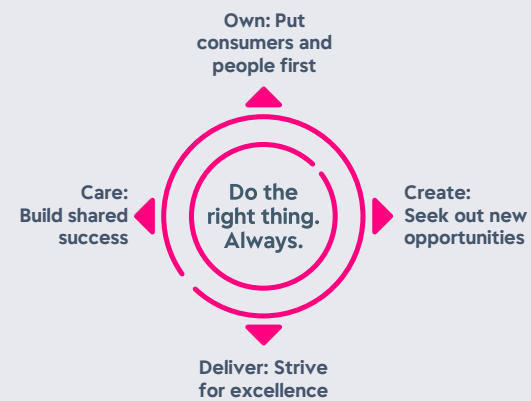 Own: Put
consumers and
people first
Care:
Build shared
success
Do the
right thing.
Always.
Create:
Seek out new
opportunities
Deliver: Strive
for excellence